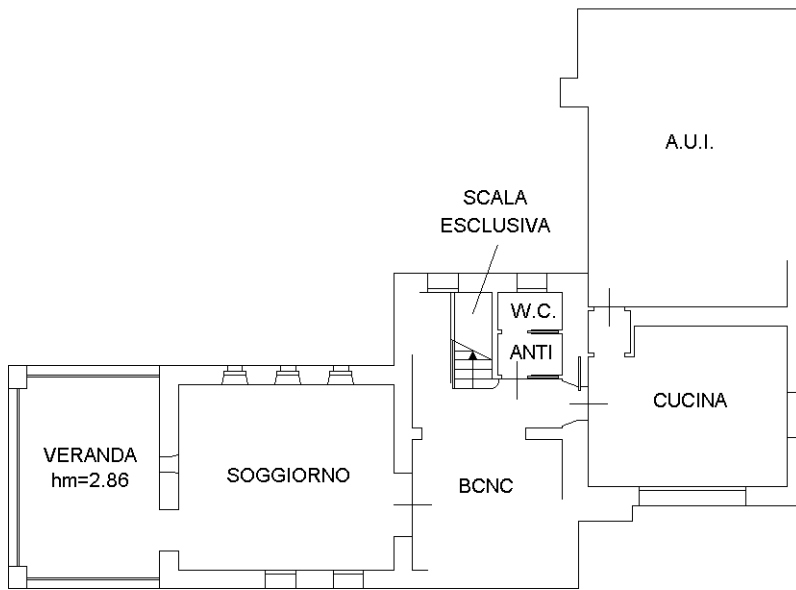 A.U.I.
SCALA
ESCLUSIVA
W.C.
ANTI
CUCINA
VERANDA
hm=2.86
SOGGIORNO
BCNC